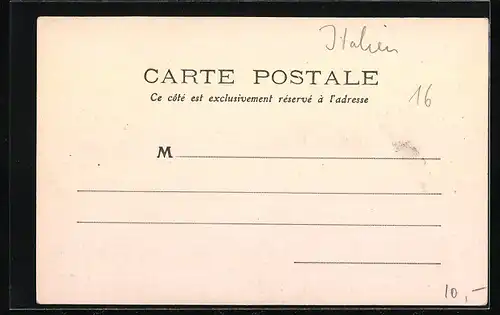 Italien
CARTE POSTALE
Ce côté est exclusivement réservé à l'adresse
16
M
10,-